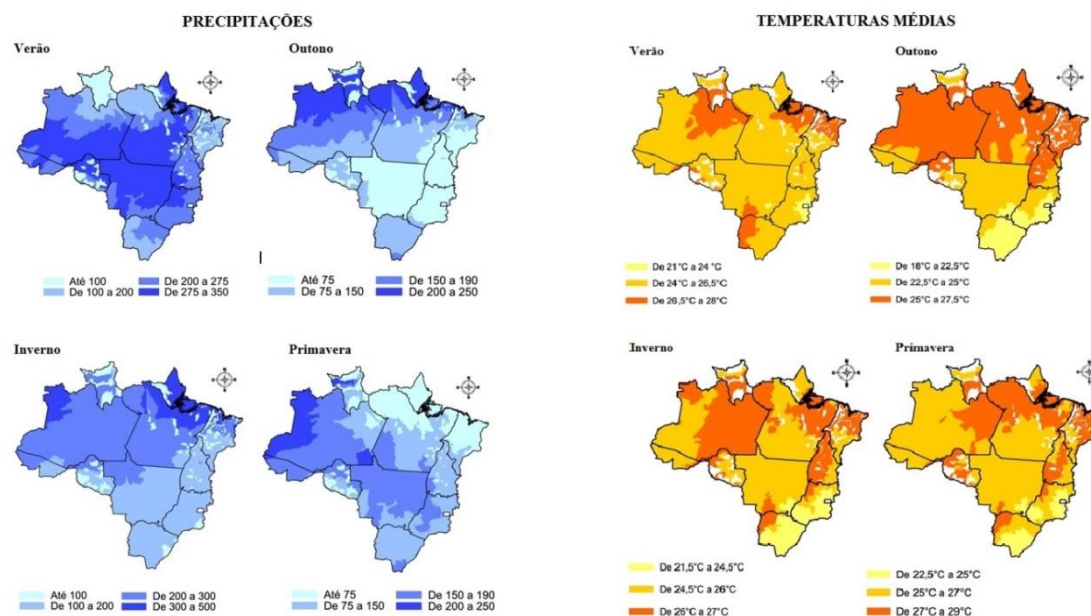 PRECIPITAÇÕES
Verão
Outono
Até 100
De 200 a 275
De 100 a 200
De 275 a 350
Até 75
De 150 a 190
De 75 a 150
De 200 a 250
Inverno
Primavera
Até 100
De 200 a 300
De 100 a 200
De 300 a 500
Até 75
De 150 a 190
De 75 a 150
De 200 a 250
TEMPERATURAS MÉDIAS
Verão
Outono
De 21°C a 24 °C
De 24°C a 26,5°C
De 26,5°C a 28°C
De 18°C a 22,5°C
De 22,5°C a 25°C
De 25°C a 27,5°C
Inverno
Primavera
De 21,5°C a 24,5°C
De 24,5°C a 26°C
De 26°C a 27°C
De 22,5°C a 25°C
De 25°C a 27°C
De 27°C a 29°C